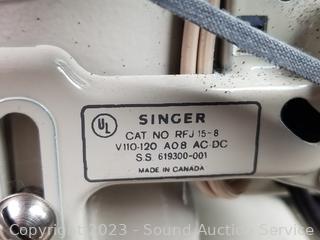 UL
SINGER
CAT. NO RFJ 15-8
V110-120 A0.8 AC-DC
S.S. 619300-001
MADE IN CANADA
Copyright 2023 - Sound Auction Service